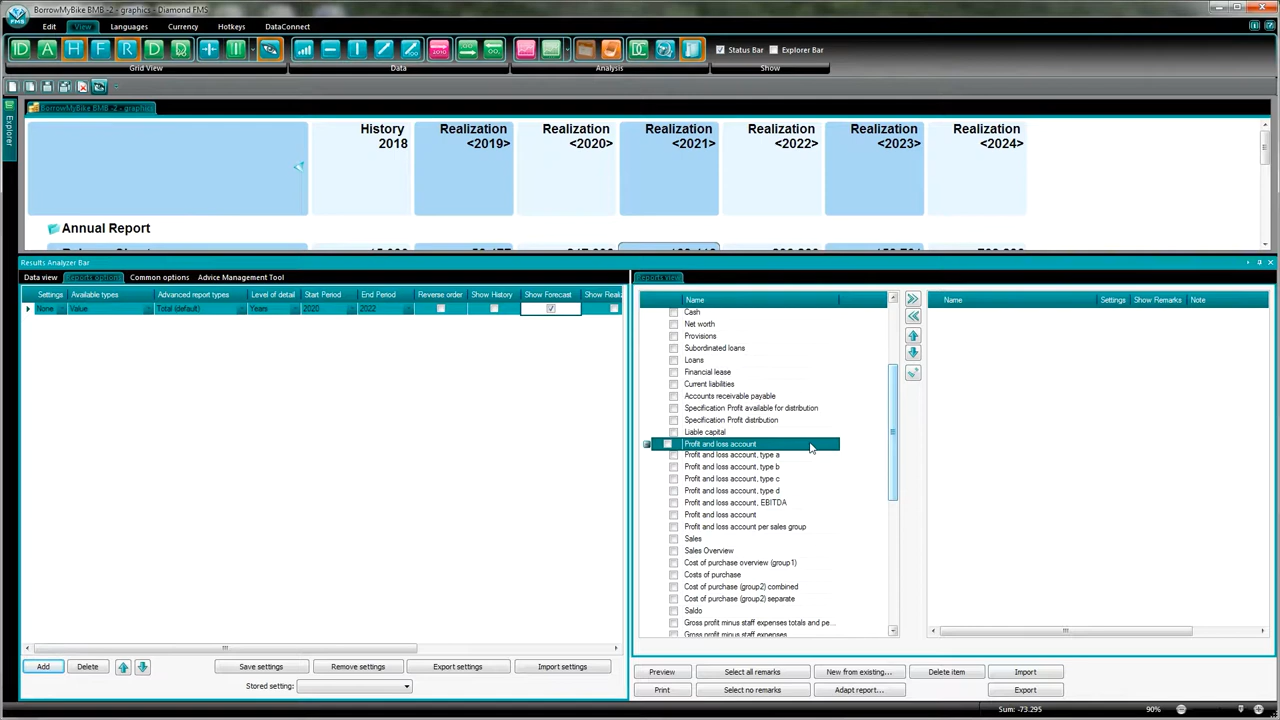 BorrowMyBike BMB -2 - graphics - Diamond FMS
Edit View Languages Currency Hotkeys DataConnect
ID A H F R D
Status Bar Explorer Bar
Grid View Data Analysis Show
BorrowMyBike BMB -2 - graphics
Explorer
History 2018
Realization <2019>
Realization <2020>
Realization <2021>
Realization <2022>
Realization <2023>
Realization <2024>
Annual Report
Results Analyzer Bar
Data view Reports options Common options Advice Management Tool
Reports view
Settings Available types Advanced report types Level of detail Start Period End Period Reverse order Show History Show Forecast Show Reali
None Value Total (default) Years 2020 2022
Name
Cash
Net worth
Provisions
Subordinated loans
Loans
Financial lease
Current liabilities
Accounts receivable payable
Specification Profit available for distribution
Specification Profit distribution
Liable capital
Profit and loss account
Profit and loss account, type a
Profit and loss account, type b
Profit and loss account, type c
Profit and loss account, type d
Profit and loss account, EBITDA
Profit and loss account
Profit and loss account per sales group
Sales
Sales Overview
Cost of purchase overview (group1)
Costs of purchase
Cost of purchase (group2) combined
Cost of purchase (group2) separate
Saldo
Gross profit minus staff expenses totals and pe...
Gross profit minus staff expenses
Name Settings Show Remarks Note
Add Delete Save settings Remove settings Export settings Import settings
Stored setting:
Preview Select all remarks New from existing... Delete item Import
Print Select no remarks Adapt report... Export
Sum: -73.295 90%